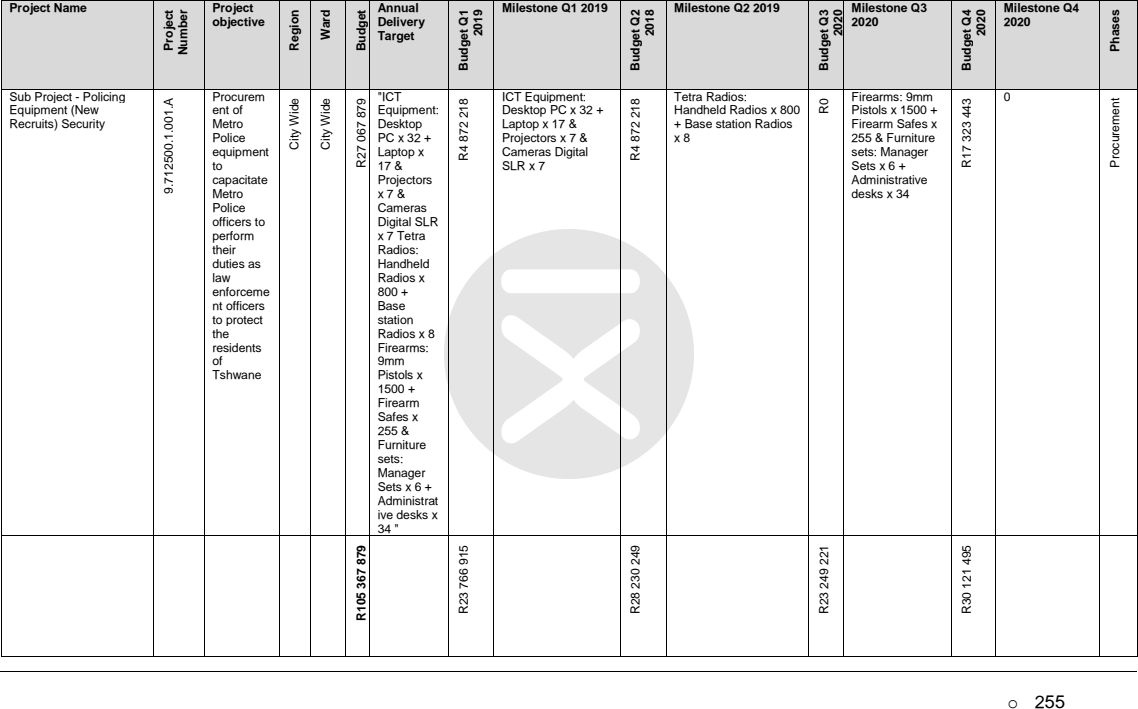 Project Name
Project
Number
Project
objective
Region
Ward
Budget
Annual
Delivery
Target
Budget Q1
2019
Milestone Q1 2019
Budget Q2
2018
Milestone Q2 2019
Budget Q3
2020
Milestone Q3
2020
Budget Q4
2020
Milestone Q4
2020
Phases
Sub Project - Policing
Equipment (New
Recruits) Security
9.712500.1.001.A
Procurem
ent of
Metro
Police
equipment
to
capacitate
Metro
Police
officers to
perform
their
duties as
law
enforceme
nt officers
to protect
the
residents
of
Tshwane
City Wide
City Wide
R27 067 879
"ICT
Equipment:
Desktop
PC x 32 +
Laptop x
17 &
Projectors
x 7 &
Cameras
Digital SLR
x 7 Tetra
Radios:
Handheld
Radios x
800 +
Base
station
Radios x 8
Firearms:
9mm
Pistols x
1500 +
Firearm
Safes x
255 &
Furniture
sets:
Manager
Sets x 6 +
Administrat
ive desks x
34 "
R4 872 218
ICT Equipment:
Desktop PC x 32 +
Laptop x 17 &
Projectors x 7 &
Cameras Digital
SLR x 7
R4 872 218
Tetra Radios:
Handheld Radios x 800
+ Base station Radios
x 8
R0
Firearms: 9mm
Pistols x 1500 +
Firearm Safes x
255 & Furniture
sets: Manager
Sets x 6 +
Administrative
desks x 34
R17 323 443
0
Procurement
R105 367 879
R23 766 915
R28 230 249
R23 249 221
R30 121 495
o 255